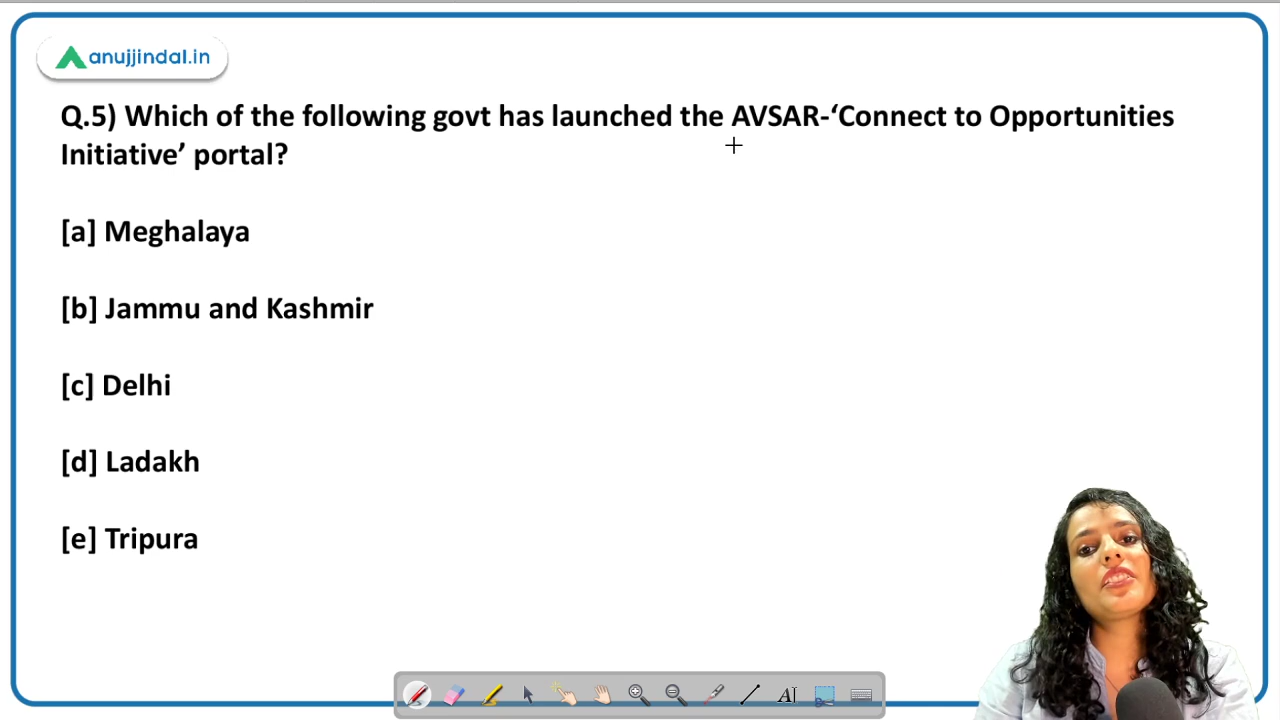 anujjindal.in
Q.5) Which of the following govt has launched the AVSAR-‘Connect to Opportunities
Initiative’ portal?
[a] Meghalaya
[b] Jammu and Kashmir
[c] Delhi
[d] Ladakh
[e] Tripura
AI